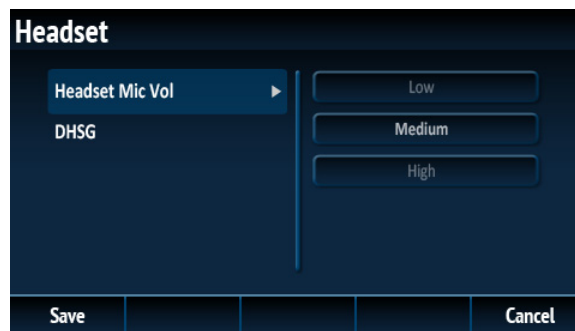 Headset
Headset Mic Vol
DHSG
Low
Medium
High
Save
Cancel